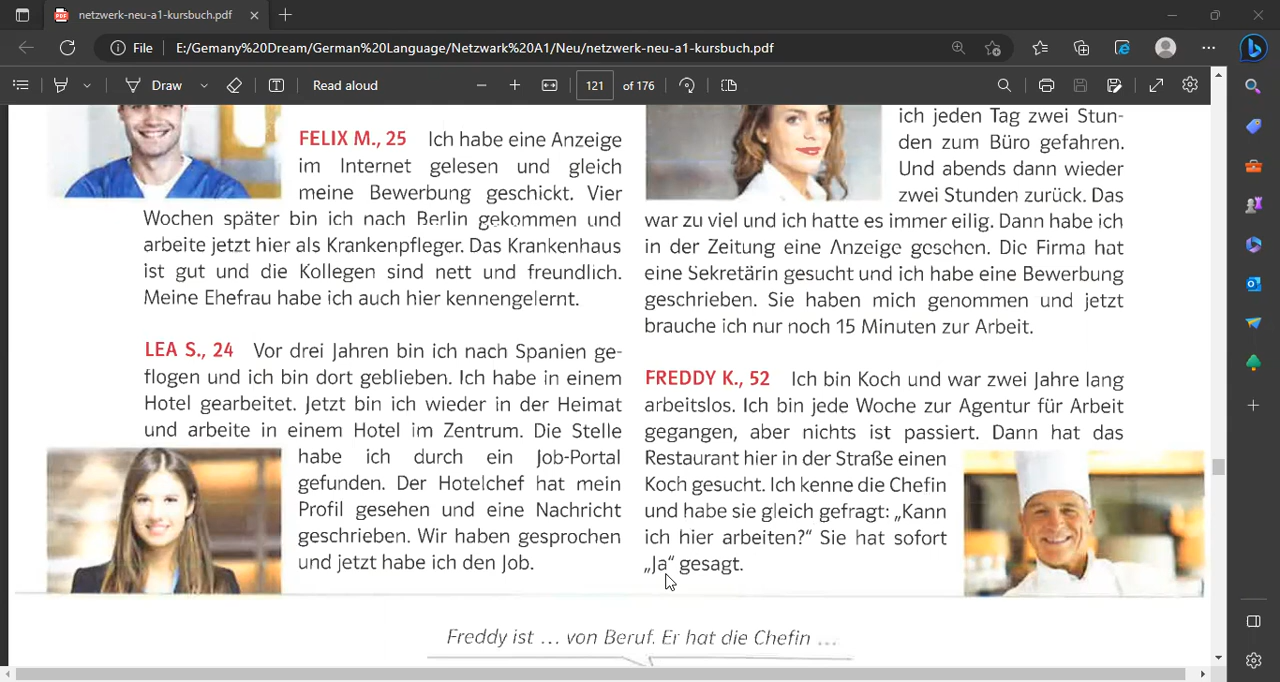 netzwerk-neu-a1-kursbuch.pdf
File E:/Gemany%20Dream/German%20Language/Netzwark%20A1/Neu/netzwerk-neu-a1-kursbuch.pdf
Draw Read aloud 121 of 176
FELIX M., 25 Ich habe eine Anzeige
im Internet gelesen und gleich
meine Bewerbung geschickt. Vier
Wochen später bin ich nach Berlin gekommen und
arbeite jetzt hier als Krankenpfleger. Das Krankenhaus
ist gut und die Kollegen sind nett und freundlich.
Meine Ehefrau habe ich auch hier kennengelernt.
LEA S., 24 Vor drei Jahren bin ich nach Spanien ge-
flogen und ich bin dort geblieben. Ich habe in einem
Hotel gearbeitet. Jetzt bin ich wieder in der Heimat
und arbeite in einem Hotel im Zentrum. Die Stelle
habe ich durch ein Job-Portal
gefunden. Der Hotelchef hat mein
Profil gesehen und eine Nachricht
geschrieben. Wir haben gesprochen
und jetzt habe ich den Job.
ich jeden Tag zwei Stun-
den zum Büro gefahren.
Und abends dann wieder
zwei Stunden zurück. Das
war zu viel und ich hatte es immer eilig. Dann habe ich
in der Zeitung eine Anzeige gesehen. Die Firma hat
eine Sekretärin gesucht und ich habe eine Bewerbung
geschrieben. Sie haben mich genommen und jetzt
brauche ich nur noch 15 Minuten zur Arbeit.
FREDDY K., 52 Ich bin Koch und war zwei Jahre lang
arbeitslos. Ich bin jede Woche zur Agentur für Arbeit
gegangen, aber nichts ist passiert. Dann hat das
Restaurant hier in der Straße einen
Koch gesucht. Ich kenne die Chefin
und habe sie gleich gefragt: „Kann
ich hier arbeiten?“ Sie hat sofort
„Ja“ gesagt.
Freddy ist … von Beruf. Er hat die Chefin …